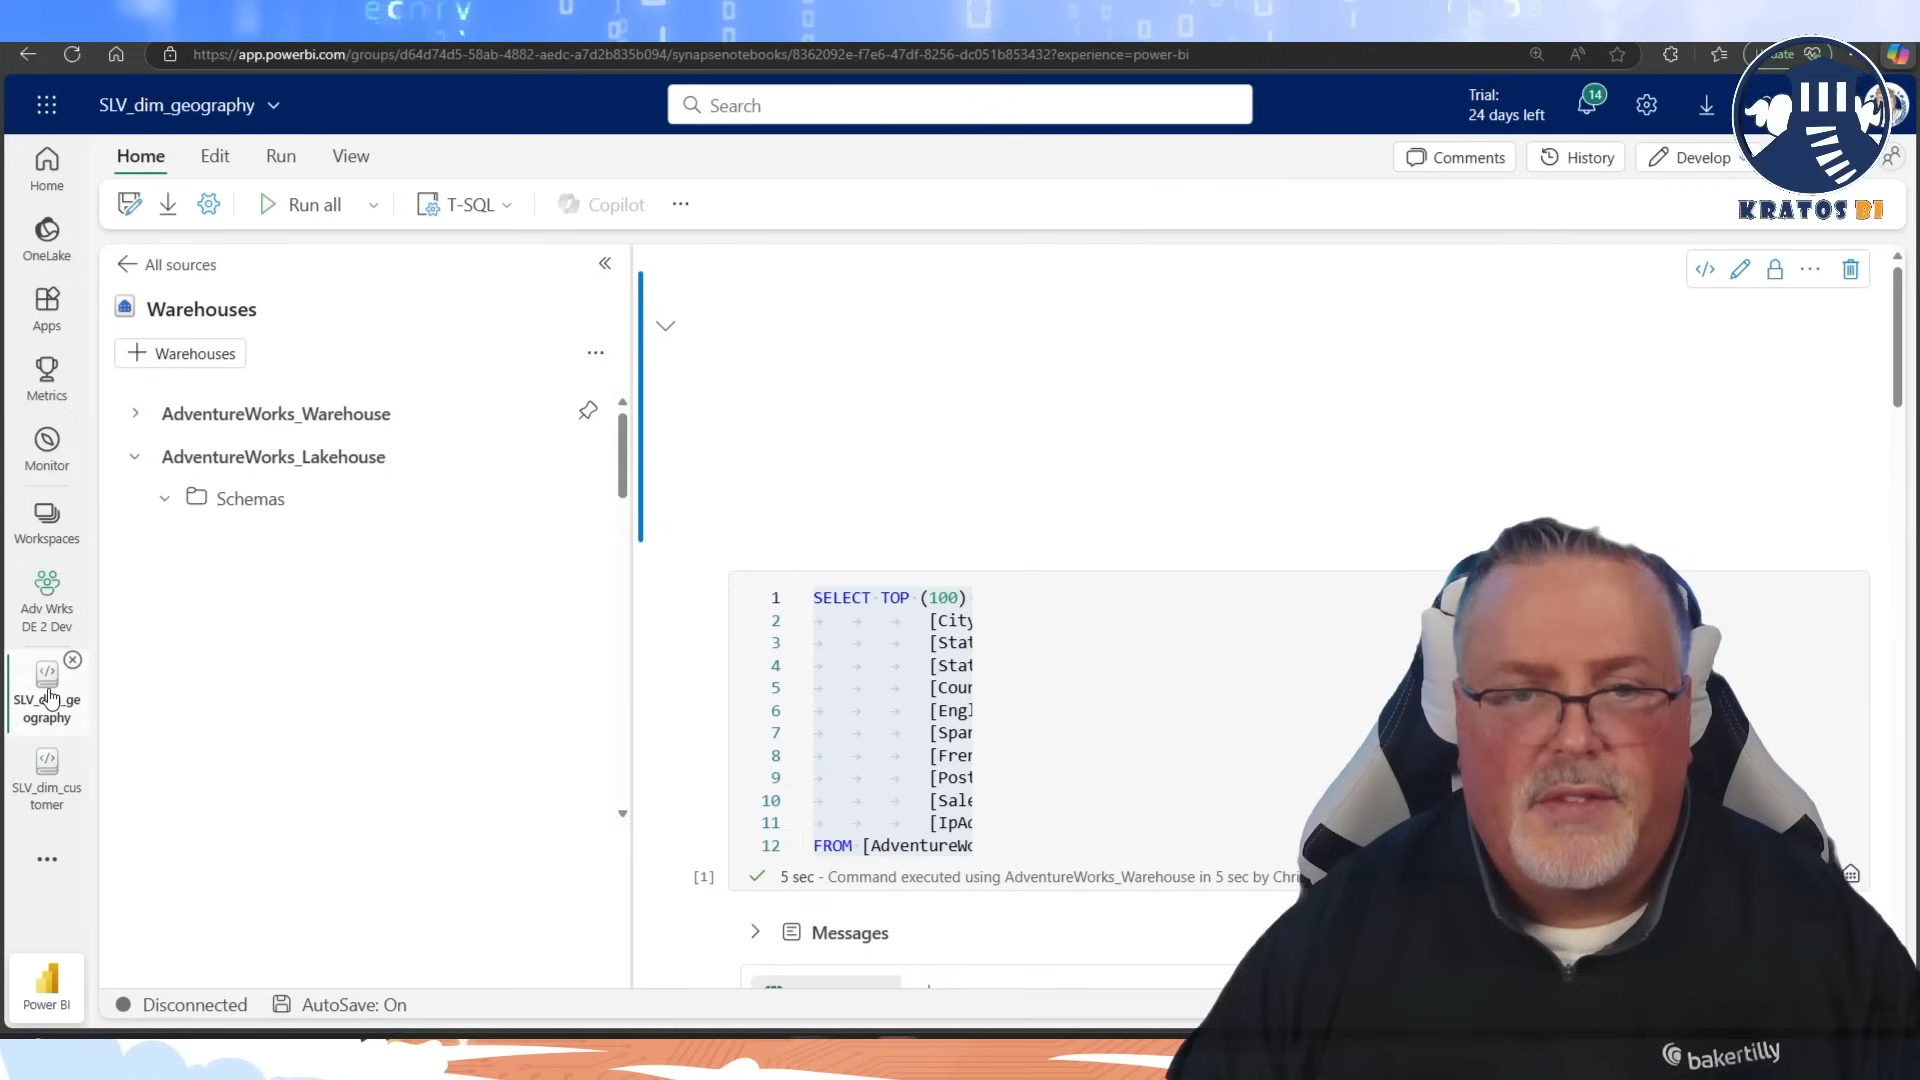 https://app.powerbi.com/groups/d64d74d5-58ab-4882-aedc-a7d2b835b094/synapsenotebooks/8362092e-f7e6-47df-8256-dc051b853432?experience=power-bi
SLV_dim_geography
Search
Trial:
24 days left
14
Home Edit Run View
Comments History Develop
Run all T-SQL Copilot
KRATOS BI
Home
OneLake
Apps
Metrics
Monitor
Workspaces
Adv Wrks
DE 2 Dev
SLV_dim_cus
tomer
Power BI
All sources
Warehouses
Warehouses
AdventureWorks_Warehouse
AdventureWorks_Lakehouse
Schemas
1 SELECT TOP (100)
2 [City
3 [Stat
4 [Stat
5 [Cour
6 [Engl
7 [Spar
8 [Frer
9 [Post
10 [Sale
11 [IpAd
12 FROM [AdventureWo
[1] 5 sec - Command executed using AdventureWorks_Warehouse in 5 sec by Chri
Messages
Disconnected AutoSave: On
bakertilly